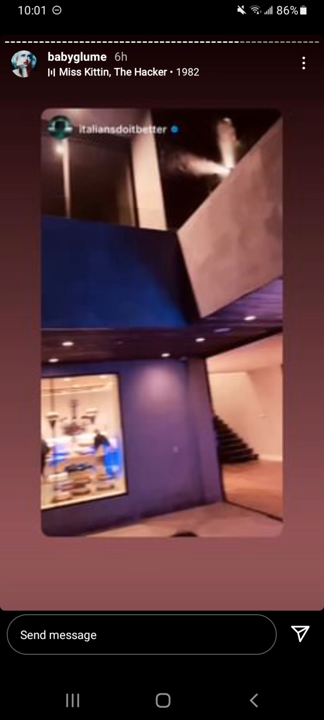 10:01
86%
babyglume 6h
Miss Kittin, The Hacker • 1982
italiansdoitbetter
Send message